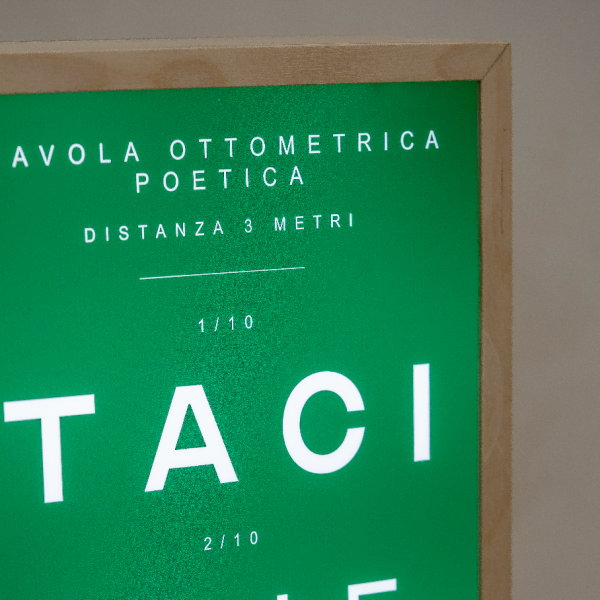 AVOLA OTTOMETRICA
POETICA
DISTANZA 3 METRI
1/10
TACI
2/10